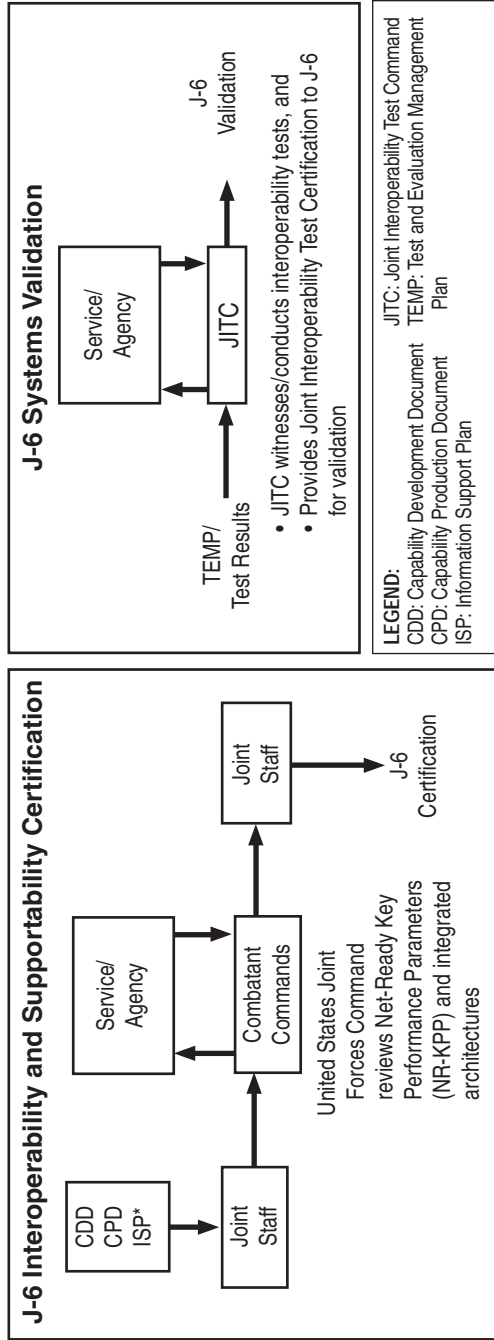 J-6 Interoperability and Supportability Certification
CDD
CPD
ISP*
Joint
Staff
Service/
Agency
Combatant
Commands
Joint
Staff
J-6
Certification
United States Joint
Forces Command
reviews Net-Ready Key
Performance Parameters
(NR-KPP) and integrated
architectures
J-6 Systems Validation
TEMP/
Test Results
Service/
Agency
JITC
J-6
Validation
• JITC witnesses/conducts interoperability tests, and
• Provides Joint Interoperability Test Certification to J-6
for validation
LEGEND:
CDD: Capability Development Document
CPD: Capability Production Document
ISP: Information Support Plan
JITC: Joint Interoperability Test Command
TEMP: Test and Evaluation Management
Plan